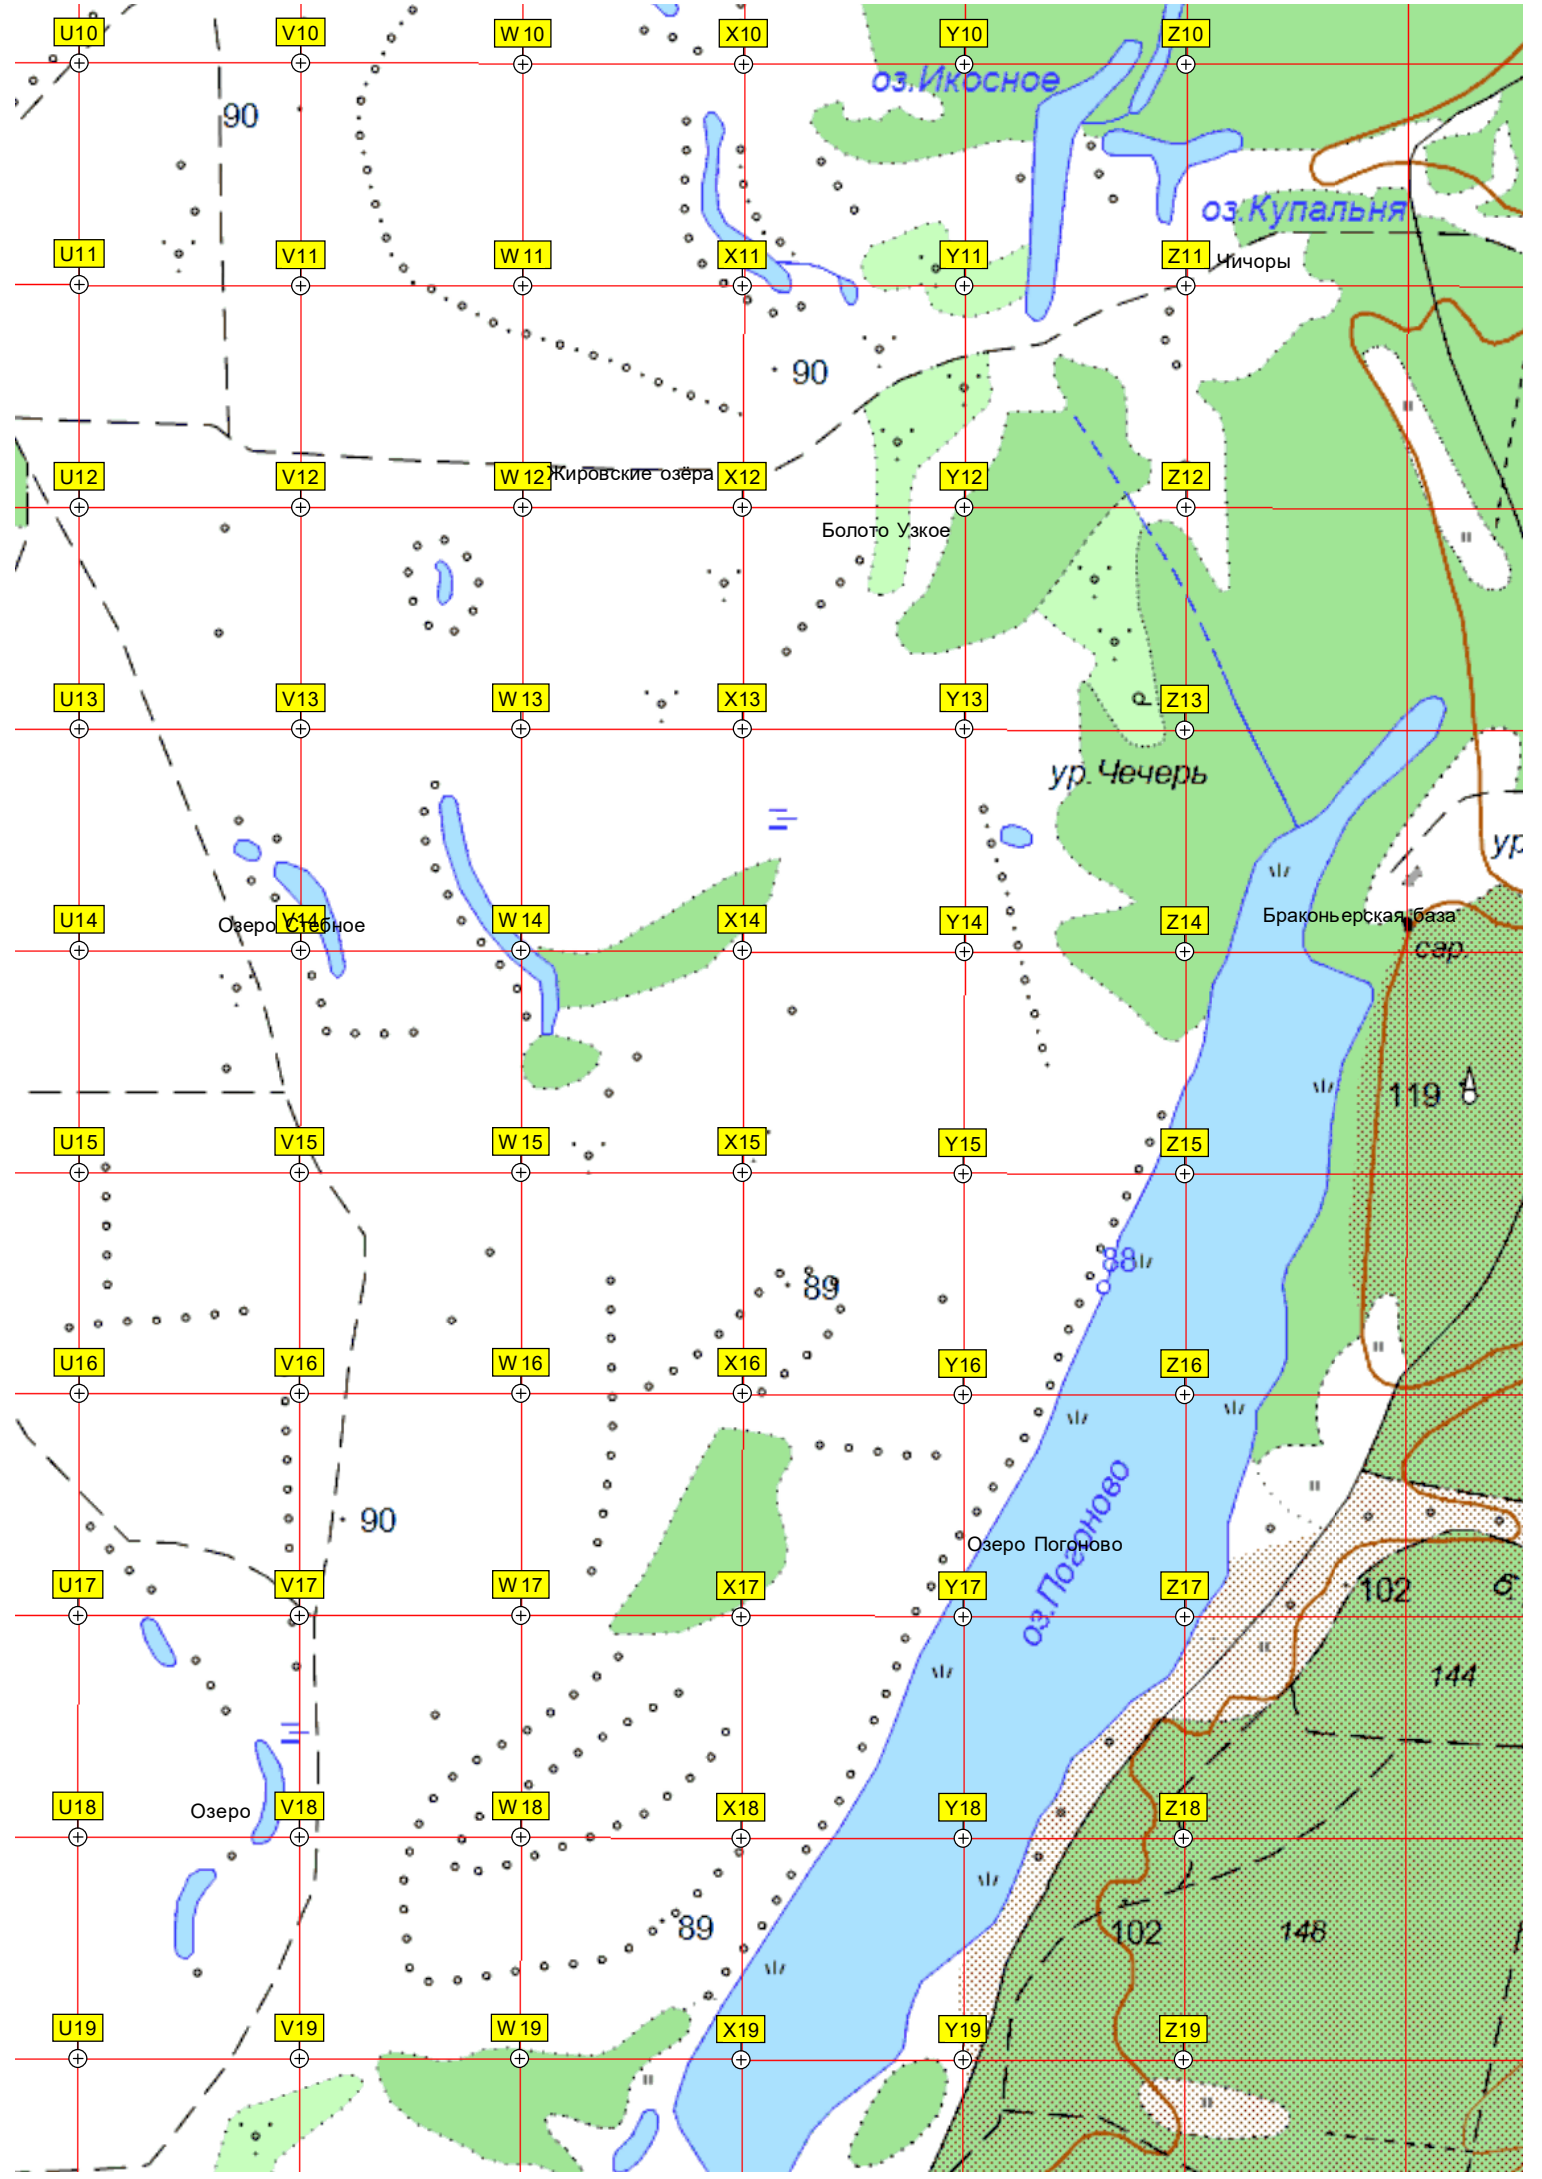 U10 V10 W10 X10 Y10 Z10
оз.Икосное
90
оз.Купальня
U11 V11 W11 X11 Y11 Z11
Чичоры
90
U12 V12 W12 Жировские озёра X12 Y12 Z12
Болото Узкое
U13 V13 W13 X13 Y13 Z13
Р
ур.Чечерь
ур
U14 V14 W14 X14 Y14 Z14
Озеро Стебное
Браконьерская база
сар.
119
U15 V15 W15 X15 Y15 Z15
88
89
U16 V16 W16 X16 Y16 Z16
90
оз.Погоново
Озеро Погоново
U17 V17 W17 X17 Y17 Z17
102
б.
144
U18 V18 W18 X18 Y18 Z18
Озеро
89
102
148
U19 V19 W19 X19 Y19 Z19